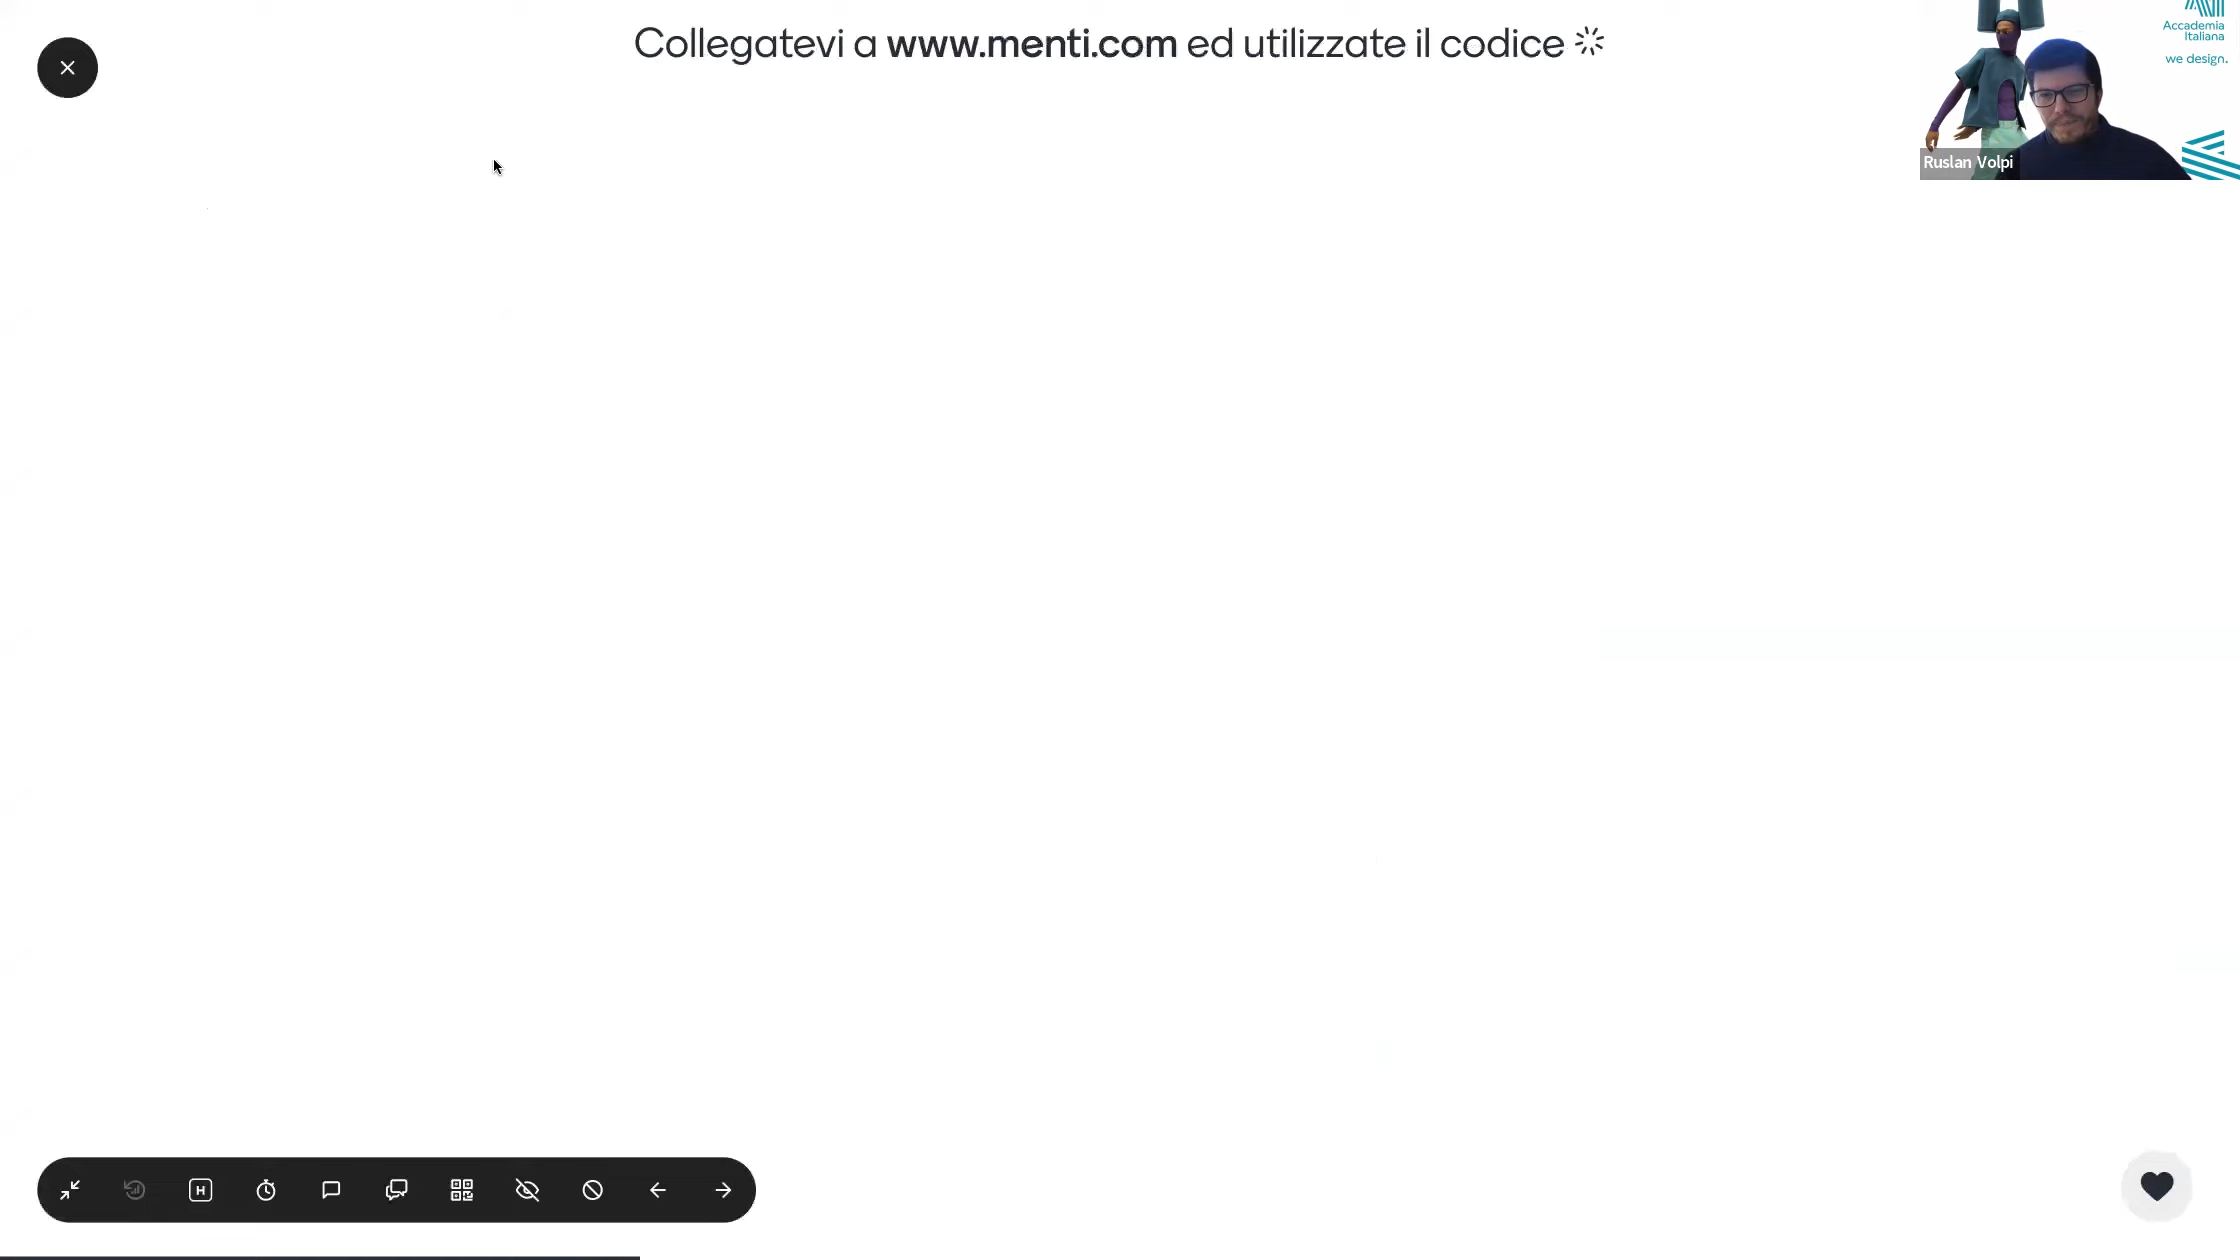 Collegatevi a www.menti.com ed utilizzate il codice
Accademia
Italiana
we design.
Ruslan Volpi
H